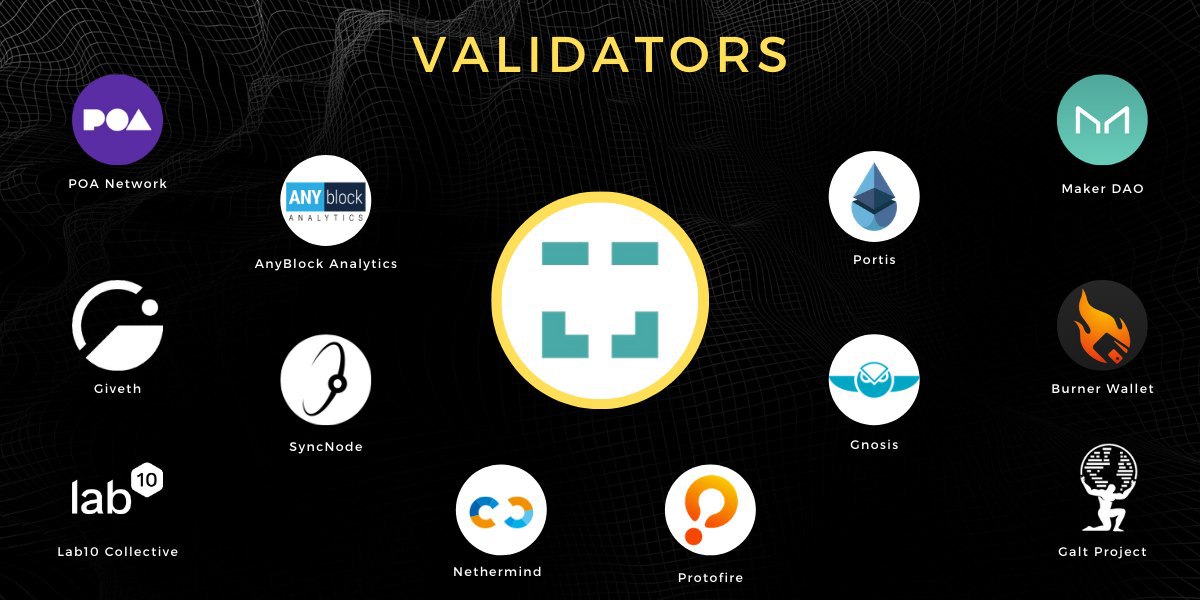 VALIDATORS
POA
POA Network
Maker DAO
ANY block
ANALYTICS
AnyBlock Analytics
Portis
Giveth
Burner Wallet
SyncNode
Gnosis
lab 10
Lab10 Collective
Nethermind
Protofire
Galt Project